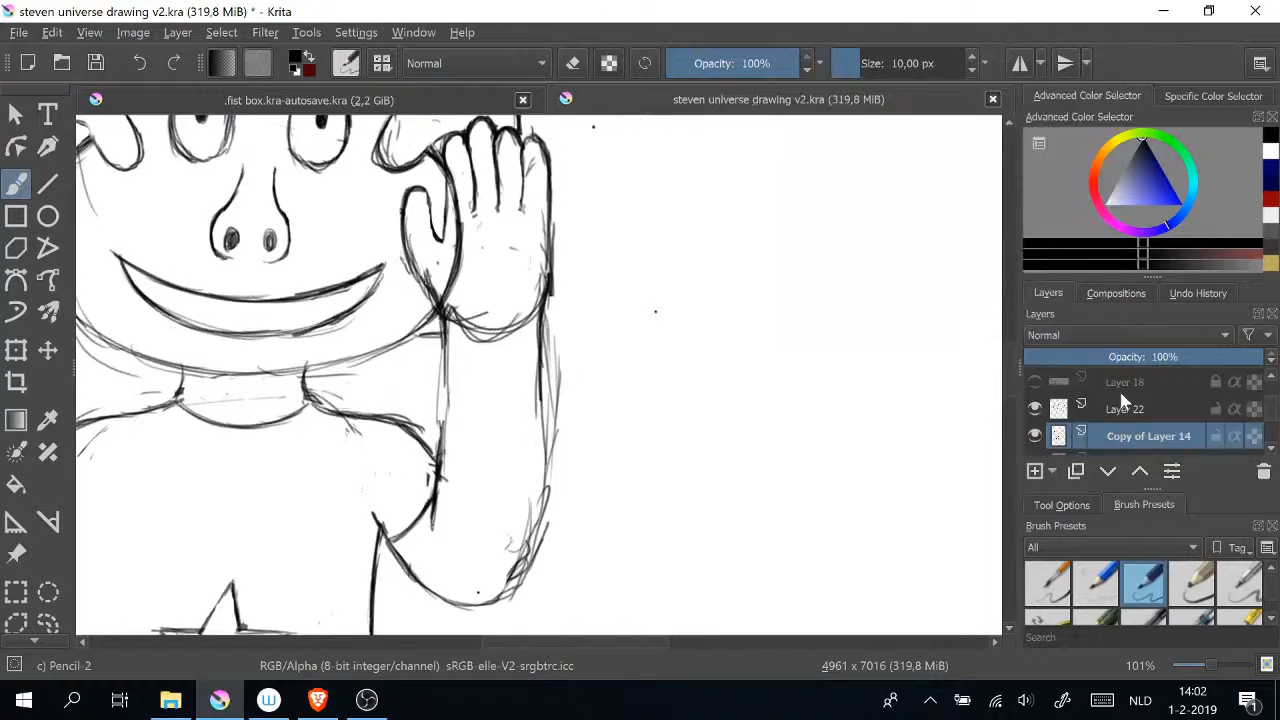 steven universe drawing v2.kra (319,8 MiB) * - Krita
File Edit View Image Layer Select Filter Tools Settings Window Help
Normal Opacity: 100% Size: 10,00 px
.fist box.kra-autosave.kra (2,2 GiB) steven universe drawing v2.kra (319,8 MiB)
Advanced Color Selector Specific Color Selector
Advanced Color Selector
Layers Compositions Undo History
Layers
Normal
Opacity: 100%
Layer 18
Layer 22
Copy of Layer 14
Tool Options Brush Presets
Brush Presets
All Tag
Search
c) Pencil-2 RGB/Alpha (8-bit integer/channel) sRGB-elle-V2-srgbtrc.icc 4961 x 7016 (319,8 MiB) 101%
NLD 14:02
1-2-2019 1